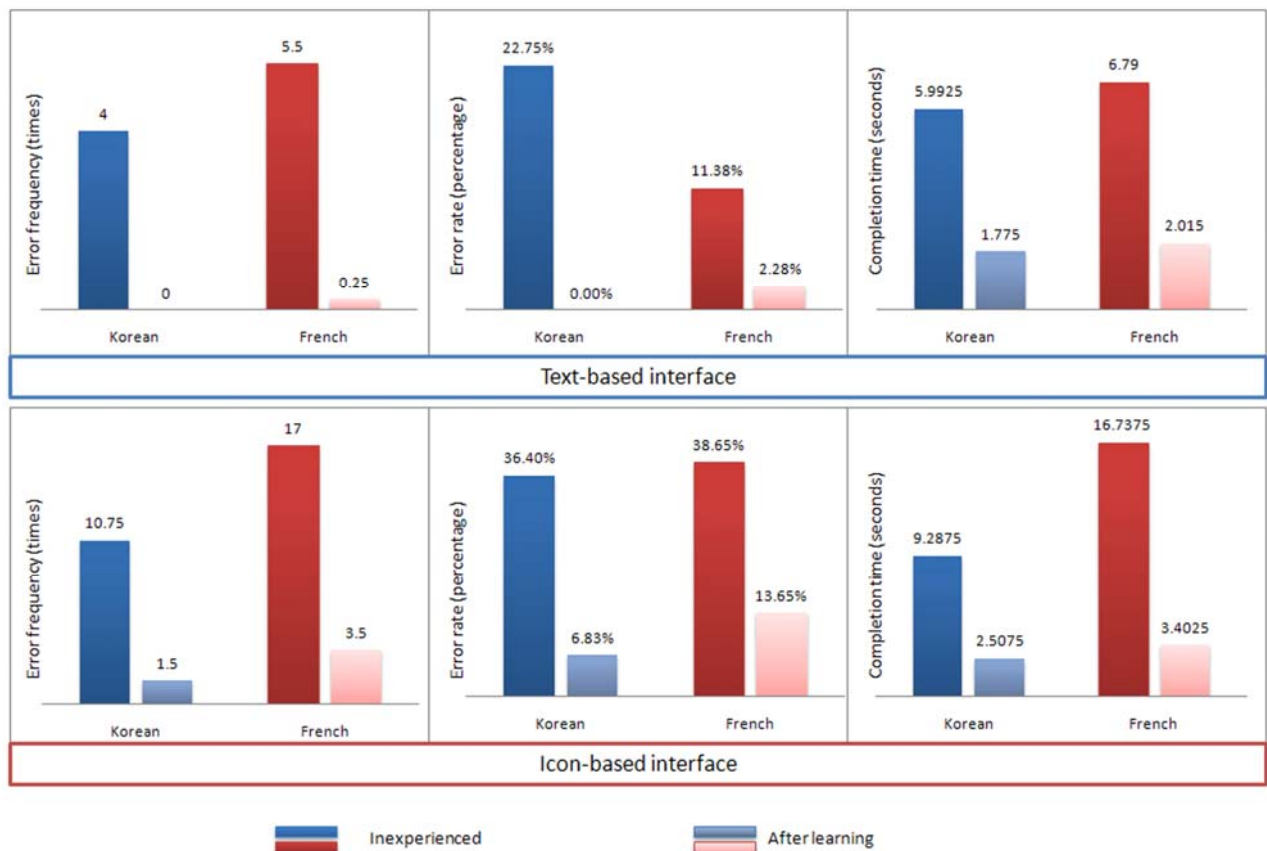 Error frequency (times)
4
0
5.5
0.25
Korean
French
Error rate (percentage)
22.75%
0.00%
11.38%
2.28%
Korean
French
Completion time (seconds)
5.9925
1.775
6.79
2.015
Korean
French
Text-based interface
Error frequency (times)
10.75
1.5
17
3.5
Korean
French
Error rate (percentage)
36.40%
6.83%
38.65%
13.65%
Korean
French
Completion time (seconds)
9.2875
2.5075
16.7375
3.4025
Korean
French
Icon-based interface
Inexperienced
After learning